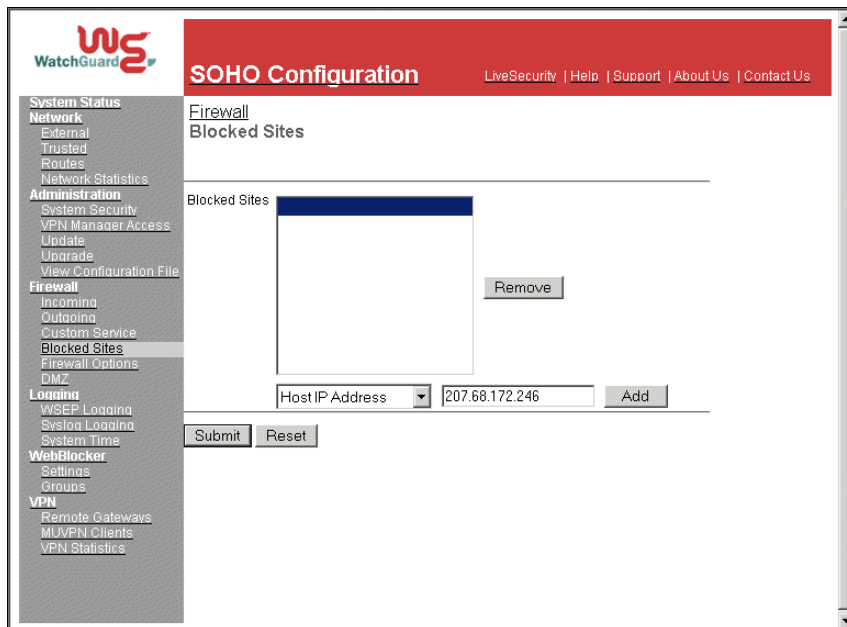 WG
WatchGuard
SOHO Configuration
LiveSecurity | Help | Support | About Us | Contact Us
System Status
Network
External
Trusted
Routes
Network Statistics
Administration
System Security
VPN Manager Access
Update
Upgrade
View Configuration File
Firewall
Incoming
Outgoing
Custom Service
Blocked Sites
Firewall Options
DMZ
Logging
WSEP Logging
Syslog Logging
System Time
WebBlocker
Settings
Groups
VPN
Remote Gateways
MUVPN Clients
VPN Statistics
Firewall
Blocked Sites
Blocked Sites
Remove
Host IP Address 207.68.172.246 Add
Submit Reset